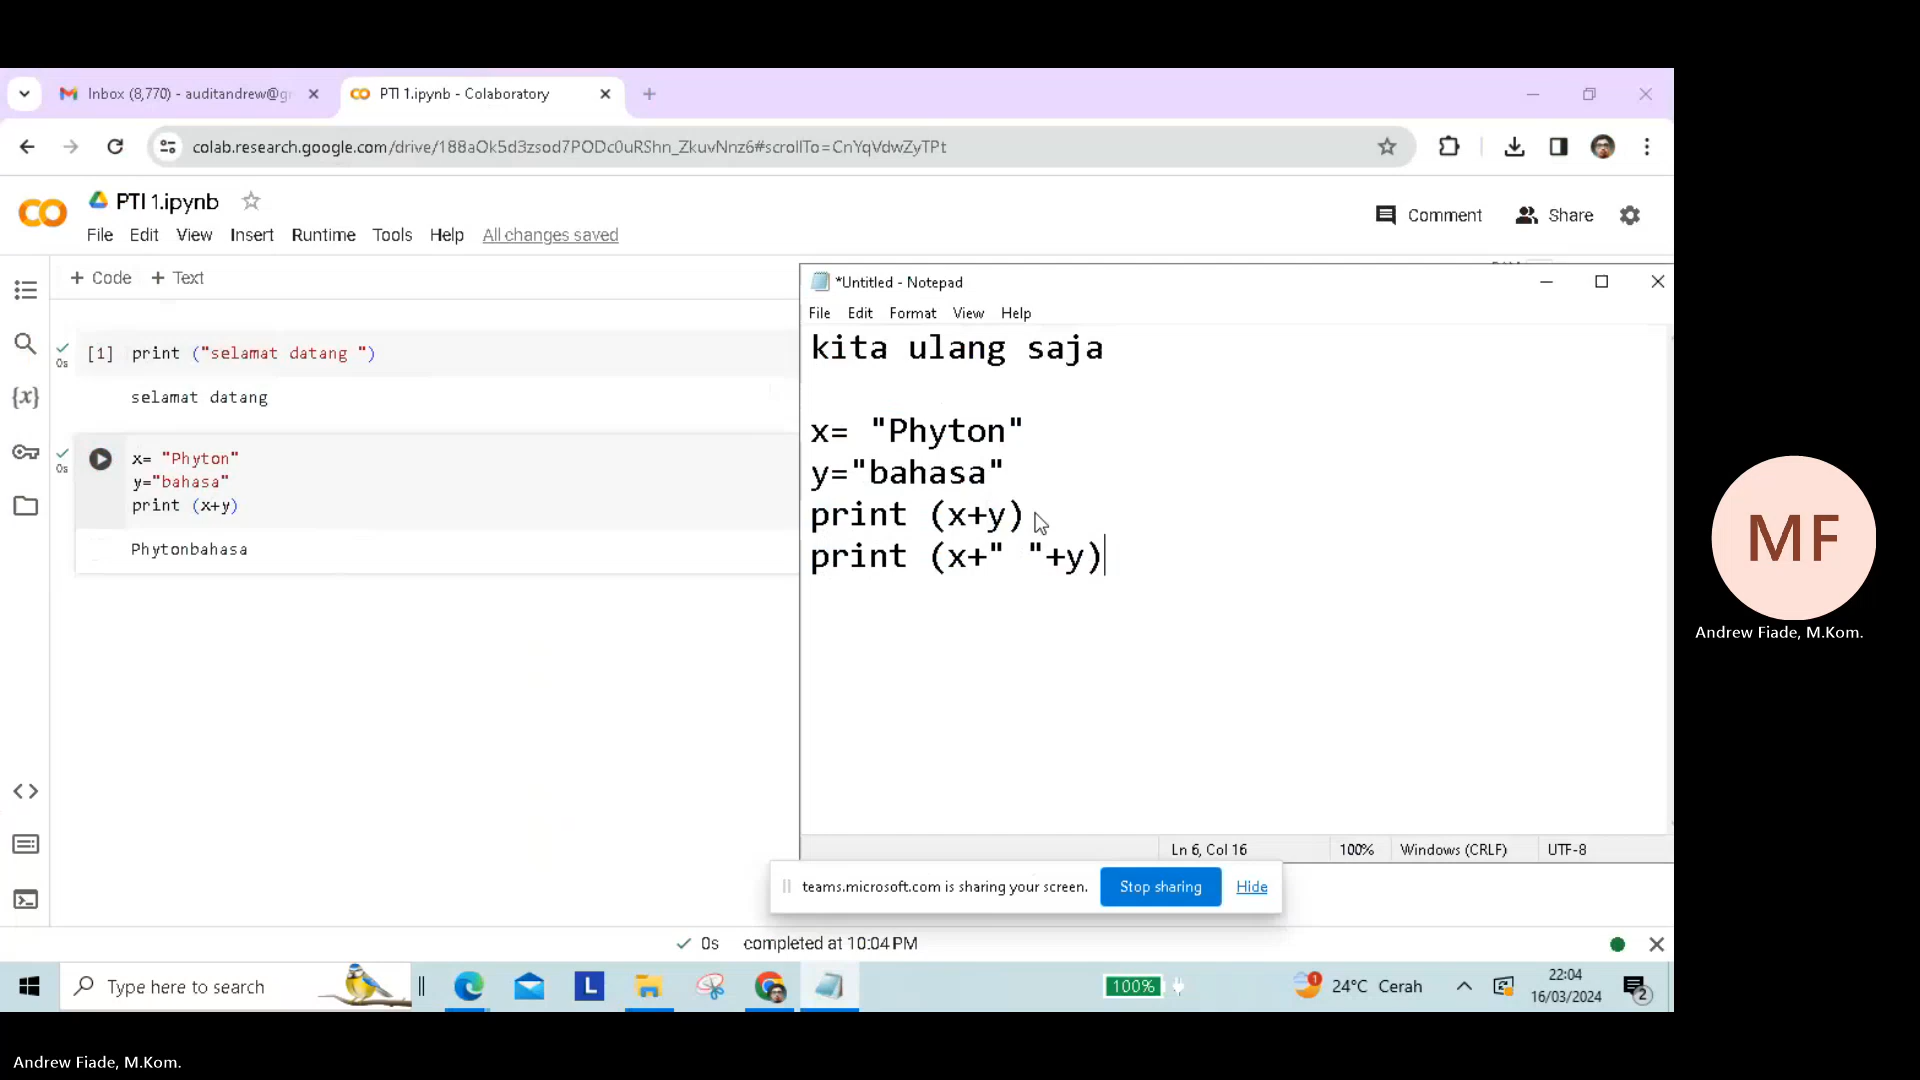 Inbox (8,770) - auditandrew@g
PTI 1.ipynb - Colaboratory
colab.research.google.com/drive/188aOk5d3zsod7PODc0uRShn_ZkuvNnz6#scrollTo=CnYqVdwZyTPt
CO
PTI 1.ipynb
Comment
Share
File Edit View Insert Runtime Tools Help All changes saved
+ Code + Text
[1] print ("selamat datang ")
0s
selamat datang
x= "Phyton"
0s
y="bahasa"
print (x+y)
Phytonbahasa
{x}
*Untitled - Notepad
File Edit Format View Help
kita ulang saja
x= "Phyton"
y="bahasa"
print (x+y)
print (x+" "+y)
Ln 6, Col 16 100% Windows (CRLF) UTF-8
teams.microsoft.com is sharing your screen. Stop sharing Hide
0s completed at 10:04 PM
Type here to search
L
100%
1
24°C Cerah
22:04
16/03/2024
2
MF
Andrew Fiade, M.Kom.
Andrew Fiade, M.Kom.